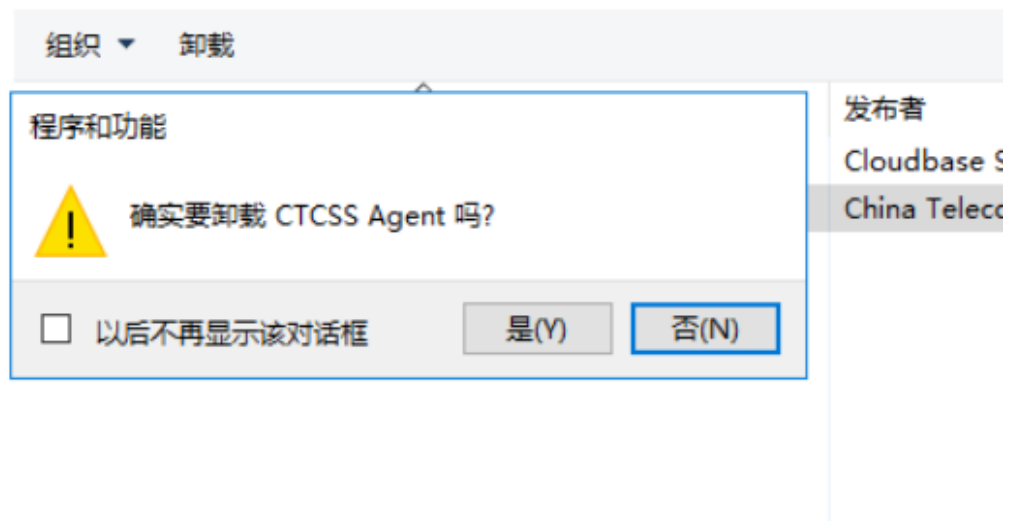 组织 卸载
程序和功能
确实要卸载 CTCSS Agent 吗?
以后不再显示该对话框 是(Y) 否(N)
发布者
Cloudbase
China